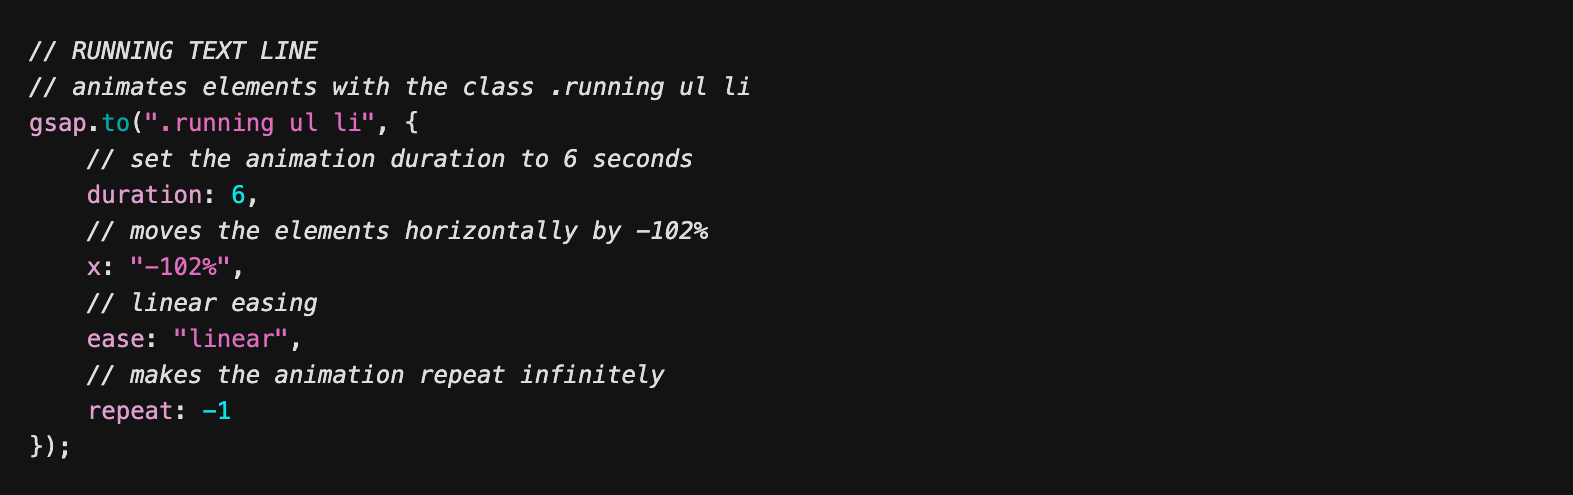 // RUNNING TEXT LINE
// animates elements with the class .running ul li
gsap.to(".running ul li", {
    // set the animation duration to 6 seconds
    duration: 6,
    // moves the elements horizontally by -102%
    x: "-102%",
    // linear easing
    ease: "linear",
    // makes the animation repeat infinitely
    repeat: -1
});